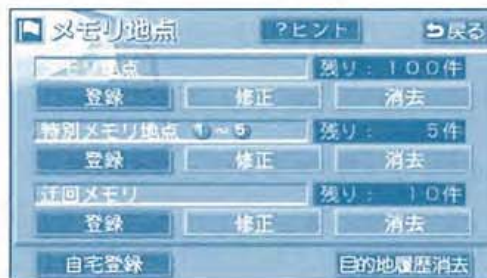 メモリ地点 ?ヒント 戻る
メモリ地点 残り: 100件
登録 修正 消去
特別メモリ地点 1~5 残り: 5件
登録 修正 消去
迂回メモリ 残り: 10件
登録 修正 消去
自宅登録 目的地履歴消去